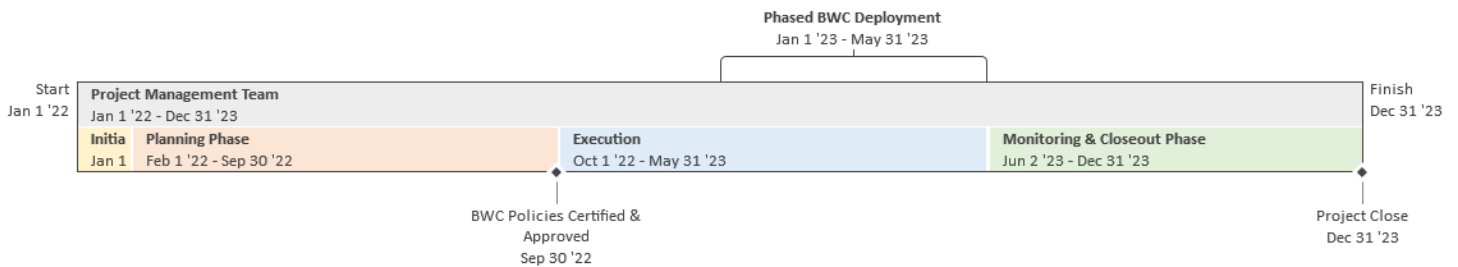 Phased BWC Deployment
Jan 1 '23 - May 31 '23
Start
Jan 1 '22
Project Management Team
Jan 1 '22 - Dec 31 '23
Finish
Dec 31 '23
Initia
Jan 1
Planning Phase
Feb 1 '22 - Sep 30 '22
Execution
Oct 1 '22 - May 31 '23
Monitoring & Closeout Phase
Jun 2 '23 - Dec 31 '23
BWC Policies Certified &
Approved
Sep 30 '22
Project Close
Dec 31 '23